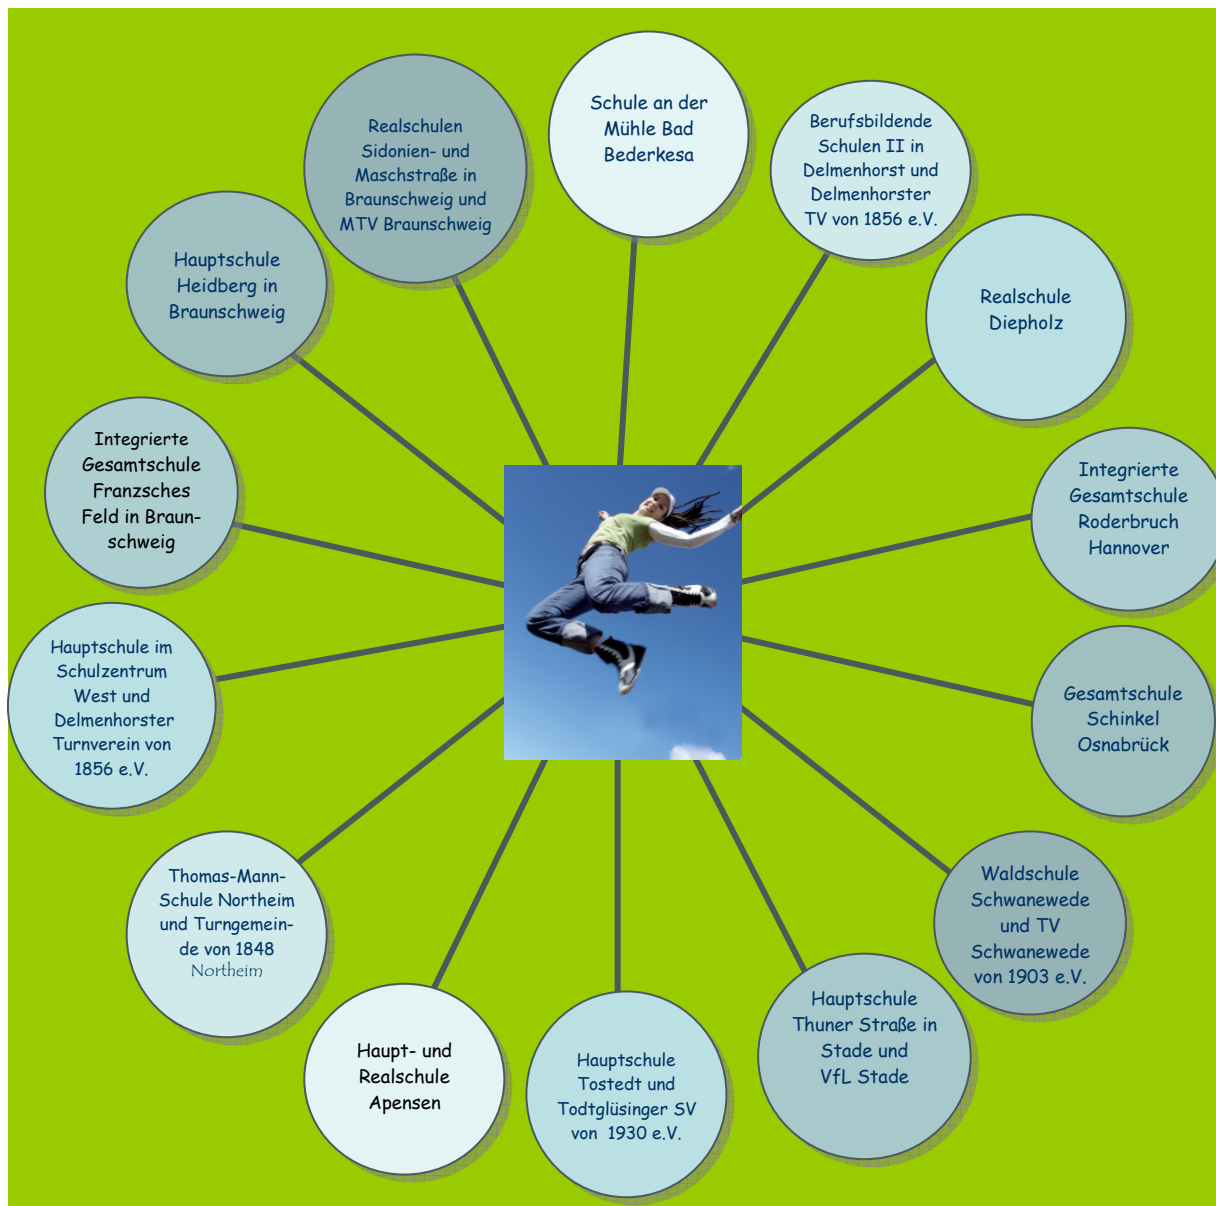 Schule an der
Mühle Bad
Bederkesa
Berufsbildende
Schulen II in
Delmenhorst und
Delmenhorster
TV von 1856 e.V.
Realschule
Diepholz
Integrierte
Gesamtschule
Roderbruch
Hannover
Gesamtschule
Schinkel
Osnabrück
Waldschule
Schwanewede
und TV
Schwanewede
von 1903 e.V.
Hauptschule
Thuner Straße in
Stade und
VfL Stade
Hauptschule
Tostedt und
Todtglüsinger SV
von 1930 e.V.
Haupt- und
Realschule
Apensen
Thomas-Mann-
Schule Northeim
und Turngemein-
de von 1848
Northeim
Hauptschule im
Schulzentrum
West und
Delmenhorster
Turnverein von
1856 e.V.
Integrierte
Gesamtschule
Franzsches
Feld in Braun-
schweig
Hauptschule
Heidberg in
Braunschweig
Realschulen
Sidonien- und
Maschstraße in
Braunschweig und
MTV Braunschweig